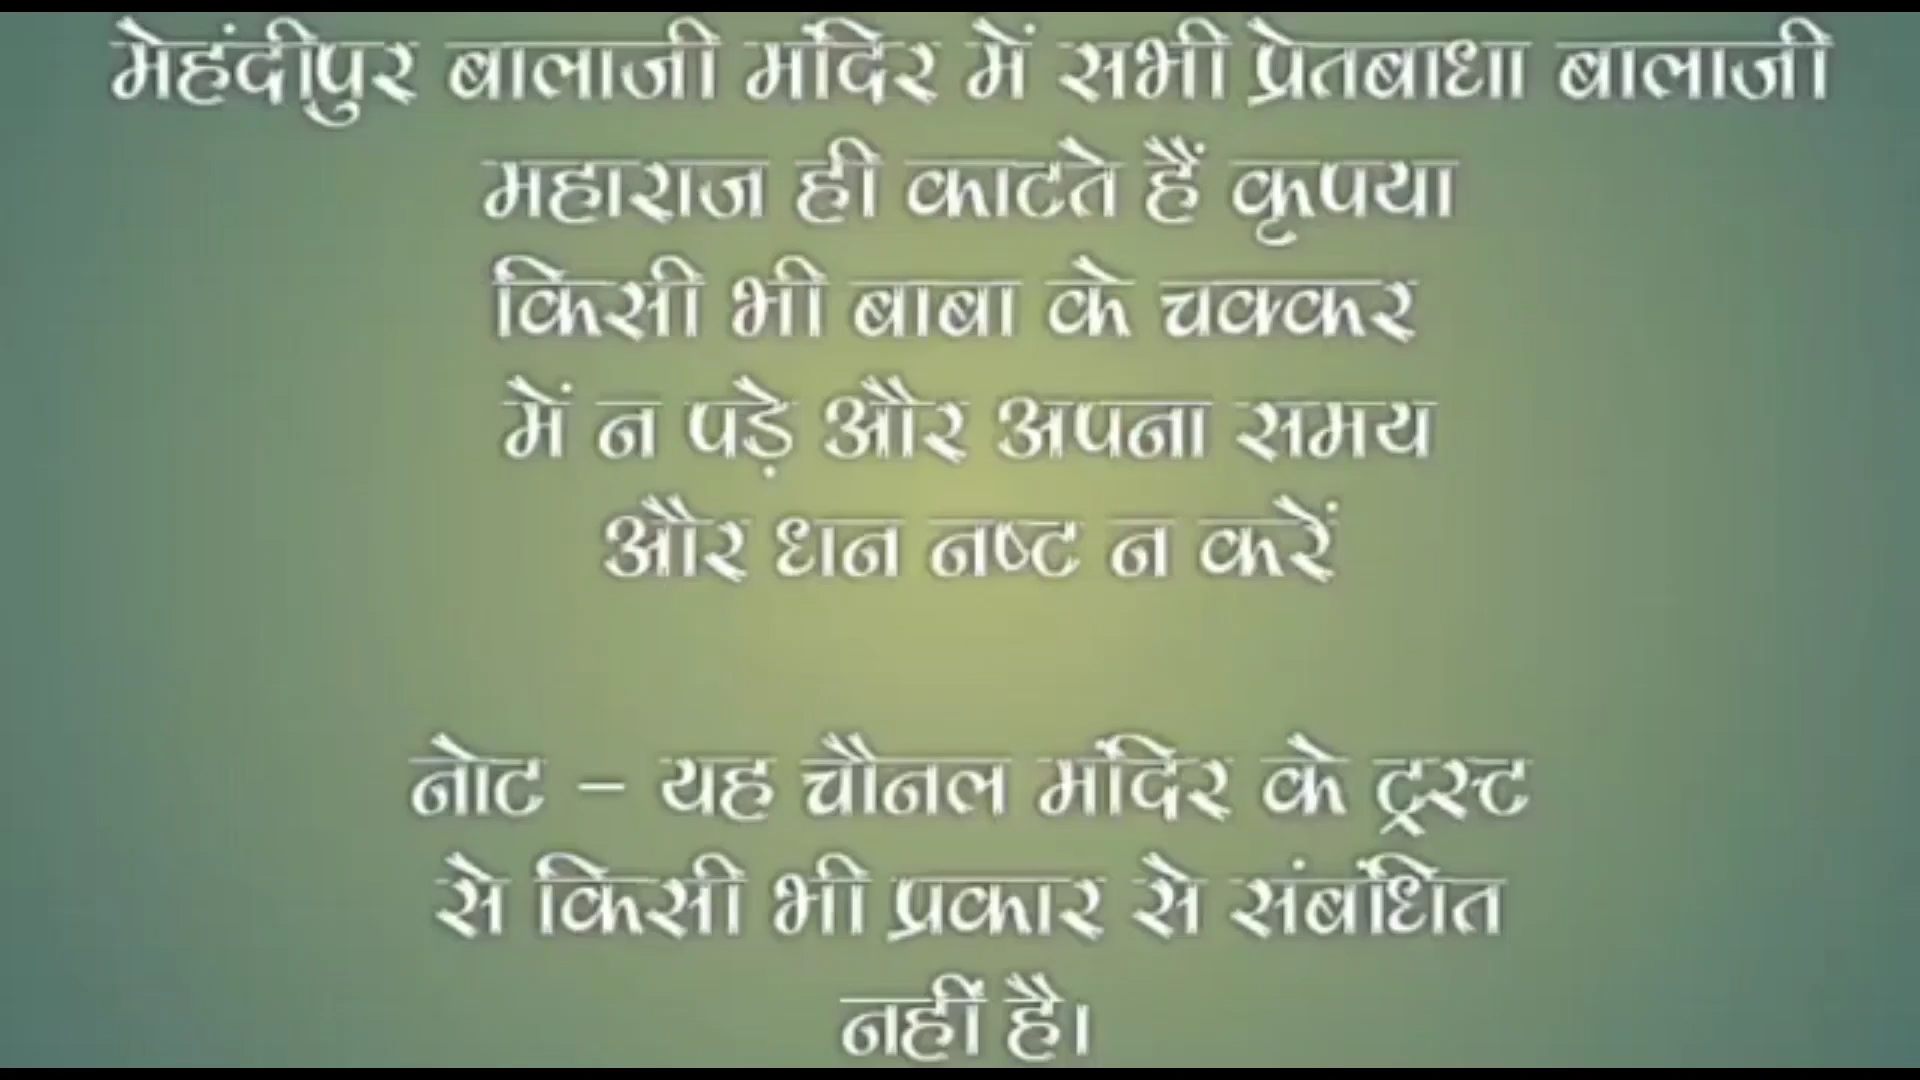 मेहंदीपुर बालाजी मंदिर में सभी प्रेतबाधा बालाजी
महाराज ही काटते हैं कृपया
किसी भी बाबा के चक्कर
में न पड़े और अपना समय
और धन नष्ट न करें
नोट – यह चौनल मंदिर के ट्रस्ट
से किसी भी प्रकार से संबंधित
नहीं है।